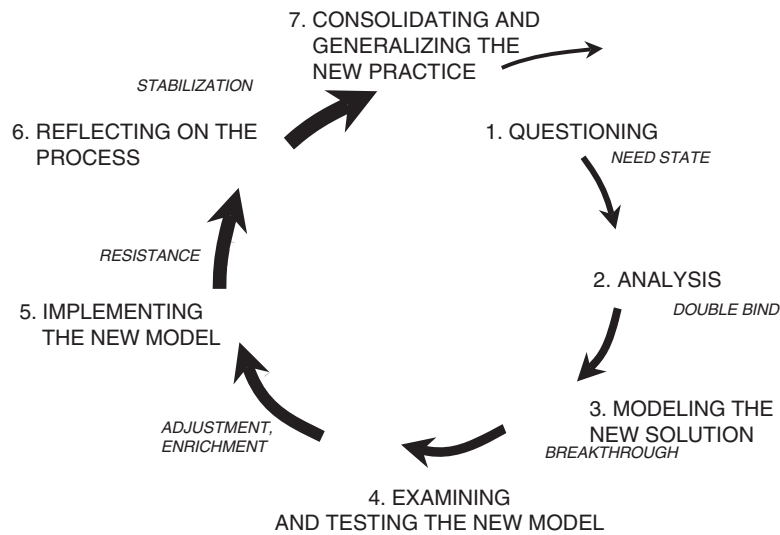 7. CONSOLIDATING AND
GENERALIZING THE
NEW PRACTICE
STABILIZATION
6. REFLECTING ON THE
PROCESS
1. QUESTIONING
NEED STATE
RESISTANCE
2. ANALYSIS
DOUBLE BIND
5. IMPLEMENTING
THE NEW MODEL
3. MODELING THE
NEW SOLUTION
BREAKTHROUGH
ADJUSTMENT,
ENRICHMENT
4. EXAMINING
AND TESTING THE NEW MODEL